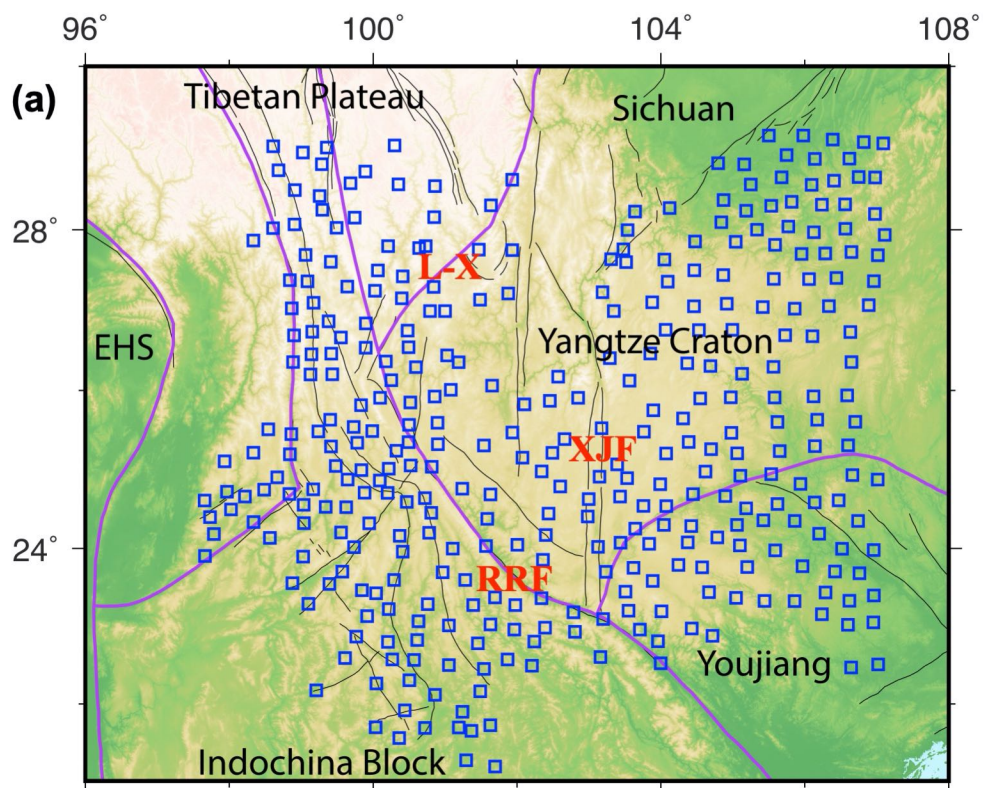 96° 100° 104° 108°
(a)
Tibetan Plateau
Sichuan
28°
L-X
EHS
Yangtze Craton
XJF
24°
RRF
Youjiang
Indochina Block